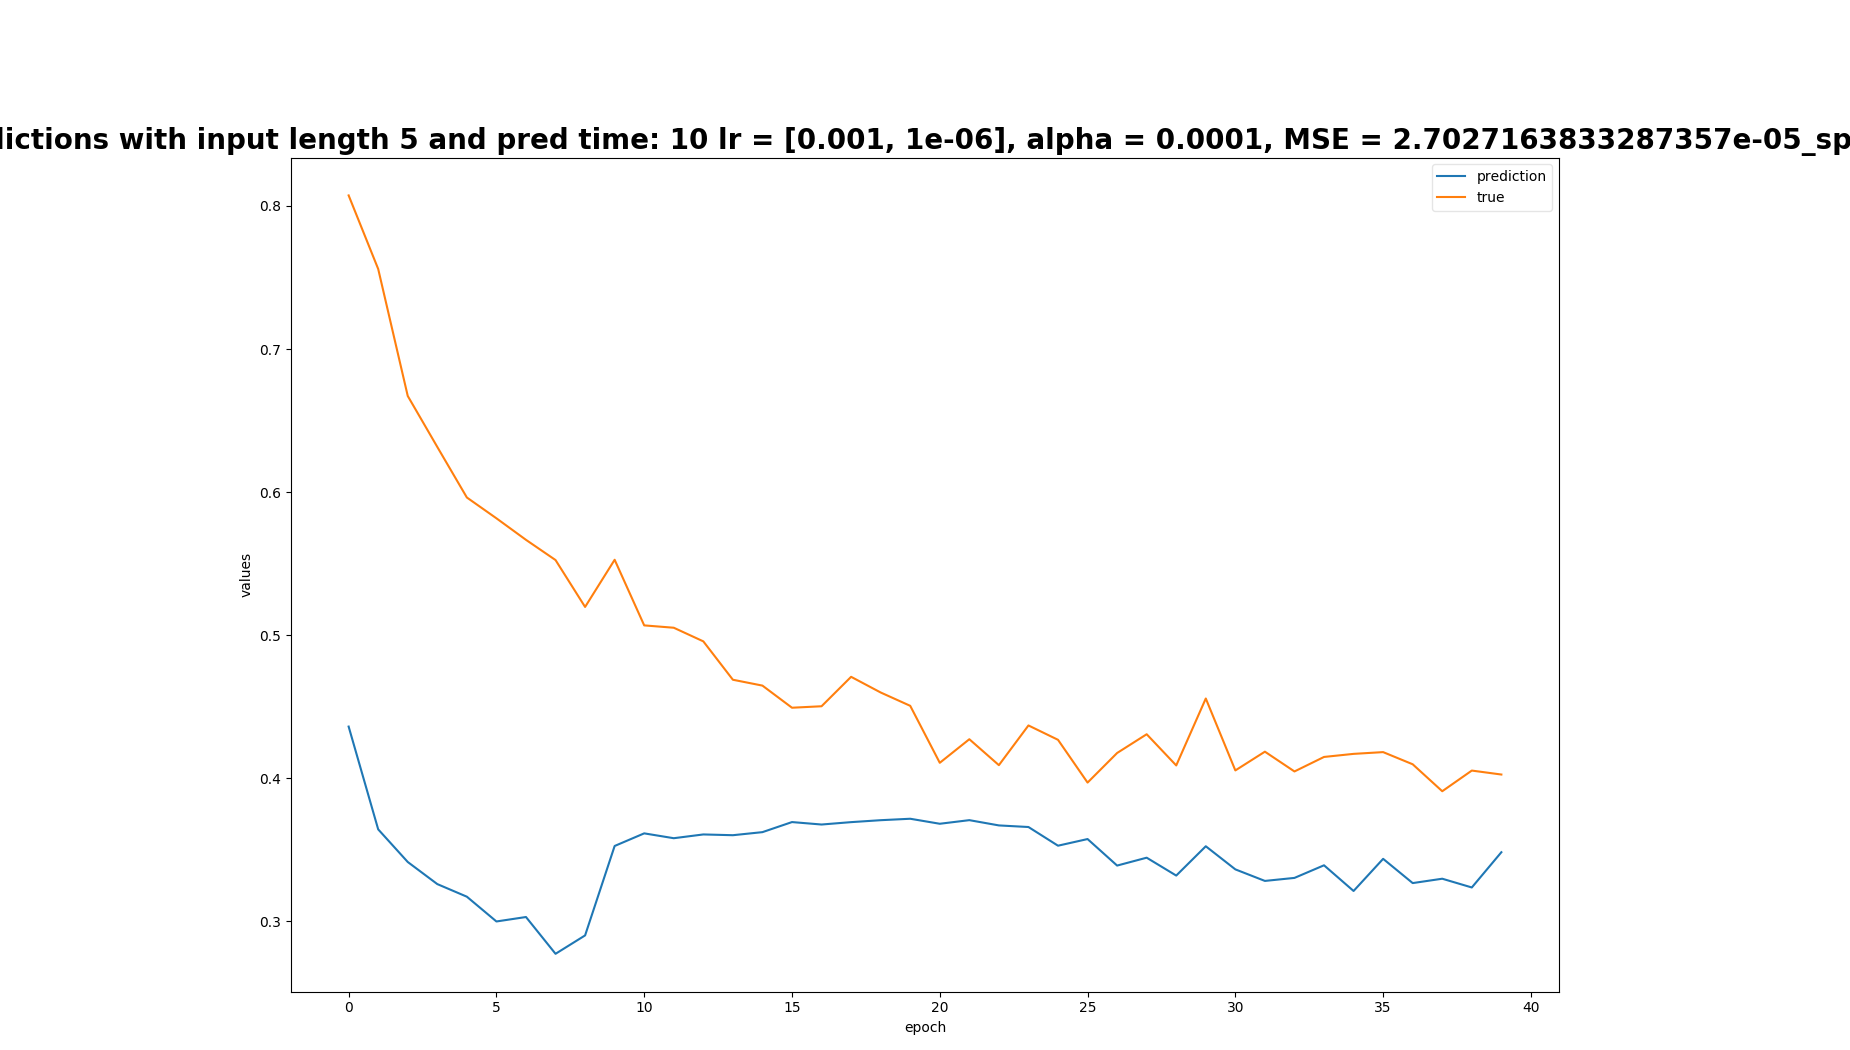 dictions with input length 5 and pred time: 10 lr = [0.001, 1e-06], alpha = 0.0001, MSE = 2.7027163833287357e-05_sp
prediction
true
0.8
0.7
0.6
0.5
0.4
0.3
values
0 5 10 15 20 25 30 35 40
epoch